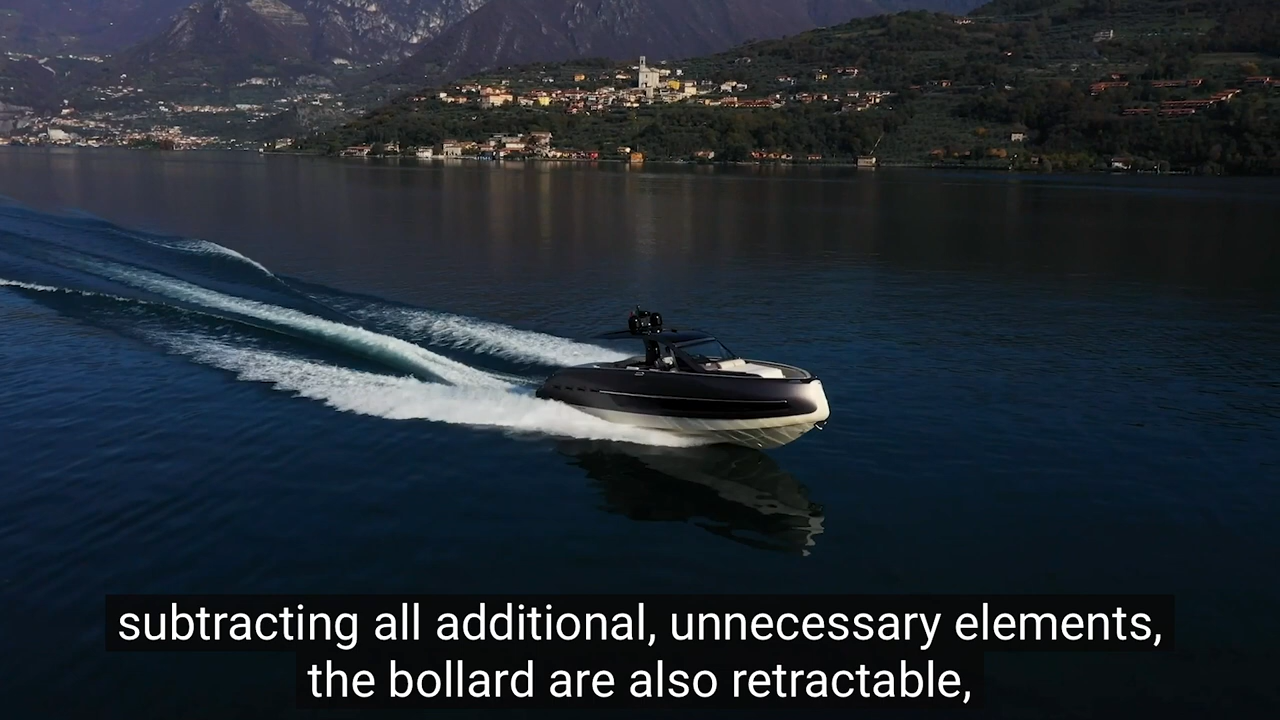 subtracting all additional, unnecessary elements,
the bollard are also retractable,